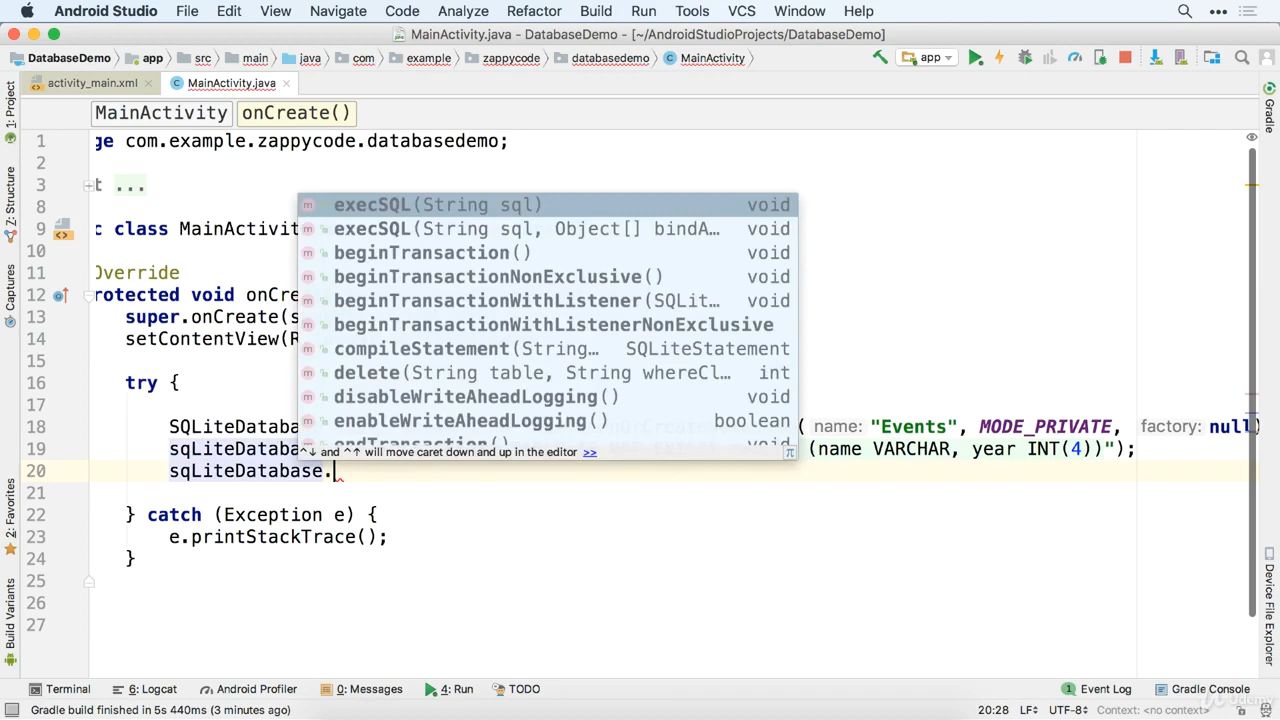 Android Studio File Edit View Navigate Code Analyze Refactor Build Run Tools VCS Window Help
MainActivity.java - DatabaseDemo - [~/AndroidStudioProjects/DatabaseDemo]
DatabaseDemo app src main java com example zappycode databasedemo MainActivity app
activity_main.xml MainActivity.java
MainActivity onCreate()
1: Project
Z: Structure
Captures
2: Favorites
Build Variants
Gradle
Device File Explorer
1 ge com.example.zappycode.databasedemo;
2
3 t ...
8
9 c class MainActivit
10
11 Override
12 rotected void onCre
13 super.onCreate(s
14 setContentView(R
15
16 try {
17
18 SQLiteDataba ( name: "Events", MODE_PRIVATE, factory: null)
19 sqLiteDataba (name VARCHAR, year INT(4))");
20 sqLiteDatabase.
21
22 } catch (Exception e) {
23 e.printStackTrace();
24 }
25
26
27
execSQL(String sql) void
execSQL(String sql, Object[] bindA… void
beginTransaction() void
beginTransactionNonExclusive() void
beginTransactionWithListener(SQLit… void
beginTransactionWithListenerNonExclusive
compileStatement(String… SQLiteStatement
delete(String table, String whereCl… int
disableWriteAheadLogging() void
enableWriteAheadLogging() boolean
endTransaction() void
^↓ and ^↑ will move caret down and up in the editor >>
Terminal 6: Logcat Android Profiler 0: Messages 4: Run TODO 1 Event Log Gradle Console
Gradle build finished in 5s 440ms (3 minutes ago) 20:28 LF÷ UTF-8÷ Context: <no context>
Udemy